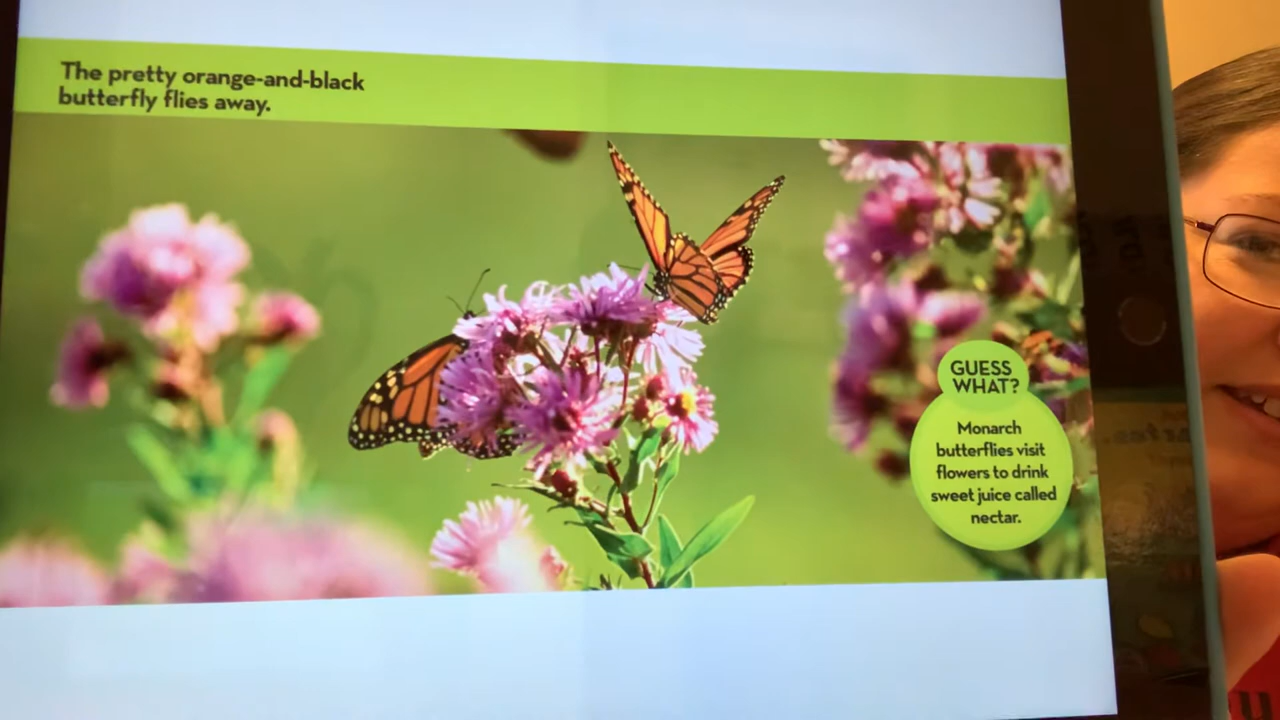 The pretty orange-and-black
butterfly flies away.
GUESS
WHAT?
Monarch
butterflies visit
flowers to drink
sweet juice called
nectar.